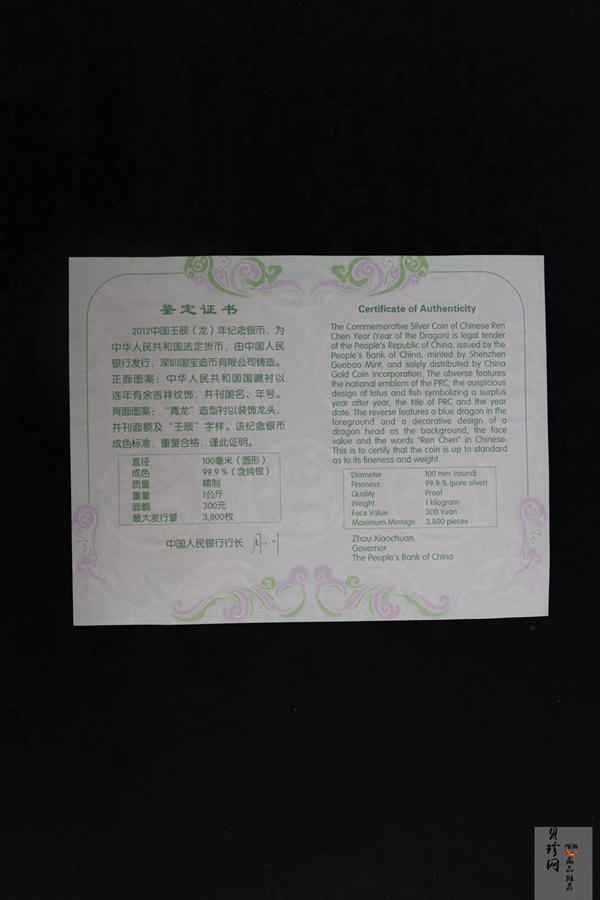 鉴定证书
2012中国壬辰（龙）年纪念银币，为
中华人民共和国法定货币，由中国人民
银行发行，深圳国宝造币有限公司铸造。
正面图案：中华人民共和国国徽衬以
连年有余吉祥纹饰，并刊国名、年号。
背面图案：“青龙”造型衬以装饰龙头，
并刊面额及“壬辰”字样。该纪念银币
成色标准，重量合格，谨此证明。
直径 100毫米（圆形）
成色 99.9％（含纯银）
质量 精制
重量 1公斤
面额 300元
最大发行量 3,800枚
中国人民银行行长
Certificate of Authenticity
The Commemorative Silver Coin of Chinese Ren
Chen Year (Year of the Dragon) is legal tender
of the People's Republic of China, issued by the
People's Bank of China, minted by Shenzhen
Guobao Mint, and solely distributed by China
Gold Coin Incorporation. The obverse features
the national emblem of the PRC, the auspicious
design of lotus and fish symbolizing a surplus
year after year, the title of PRC and the year
date. The reverse features a blue dragon in the
foreground and a decorative design of a
dragon head as the background, the face
value and the words "Ren Chen" in Chinese.
This is to certify that the coin is up to standard
as to its fineness and weight.
Diameter 100 mm (round)
Fineness 99.9 % (pure silver)
Quality Proof
Weight 1 kilogram
Face Value 300 Yuan
Maximum Mintage 3,800 pieces
Zhou Xiaochuan
Governor
The People's Bank of China
贝珍网